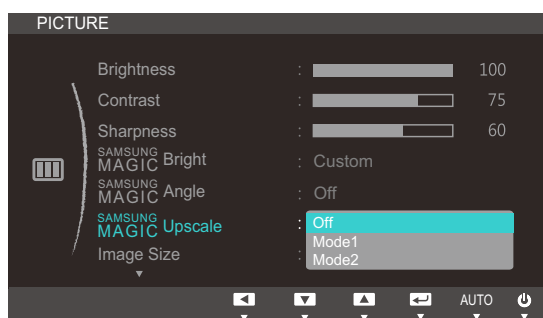 PICTURE
Brightness : 100
Contrast : 75
Sharpness : 60
SAMSUNG MAGIC Bright : Custom
SAMSUNG MAGIC Angle : Off
SAMSUNG MAGIC Upscale : Off
Mode1
Image Size : Mode2
AUTO